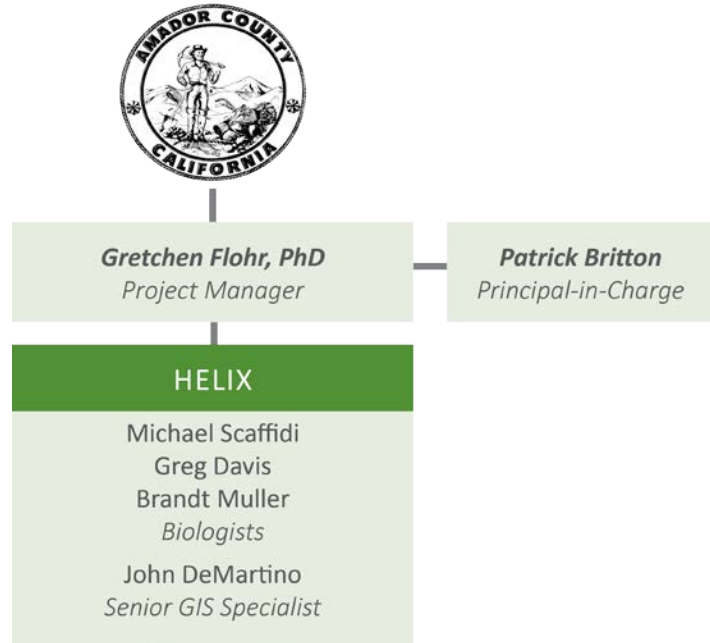 AMADOR COUNTY
CALIFORNIA
Gretchen Flohr, PhD
Project Manager
Patrick Britton
Principal-in-Charge
HELIX
Michael Scaffidi
Greg Davis
Brandt Muller
Biologists
John DeMartino
Senior GIS Specialist